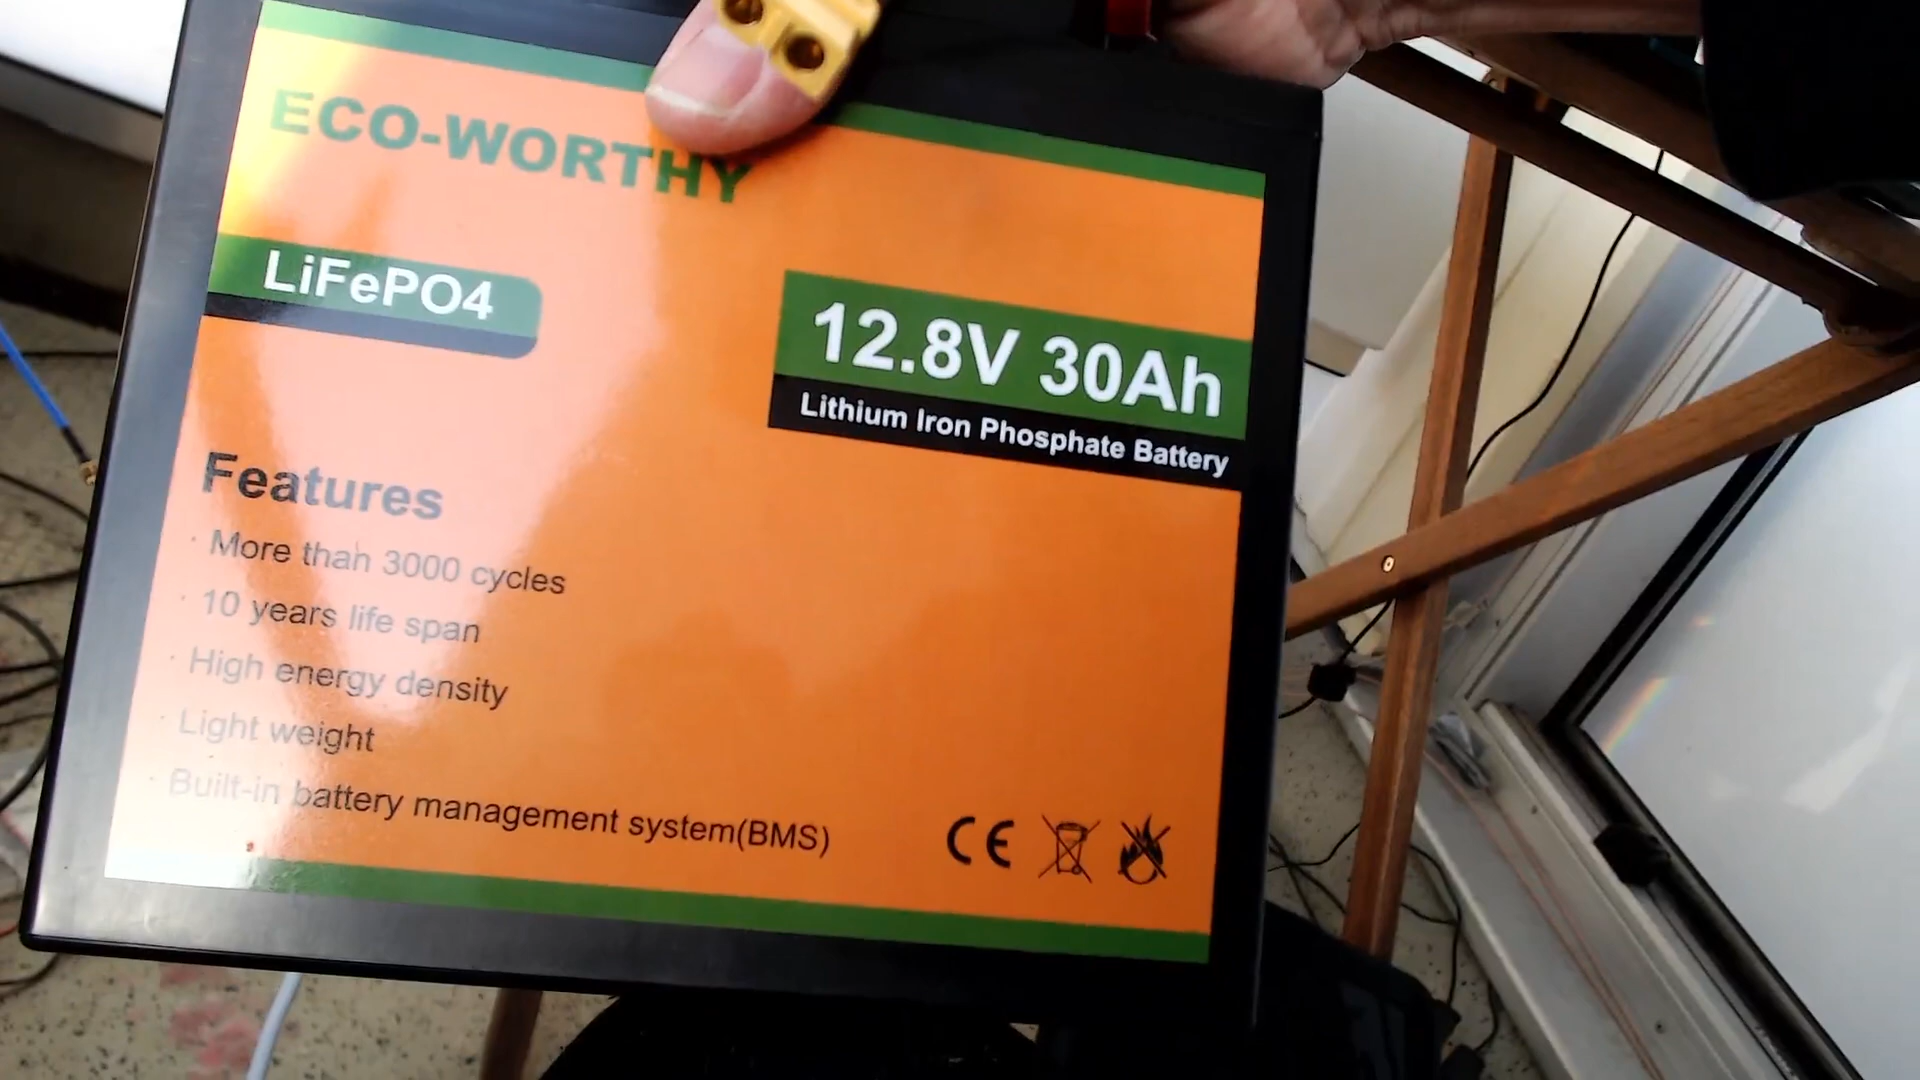 ECO-WORTHY
LiFePO4
12.8V 30Ah
Lithium Iron Phosphate Battery
Features
· More than 3000 cycles
· 10 years life span
· High energy density
· Light weight
· Built-in battery management system(BMS)
CE